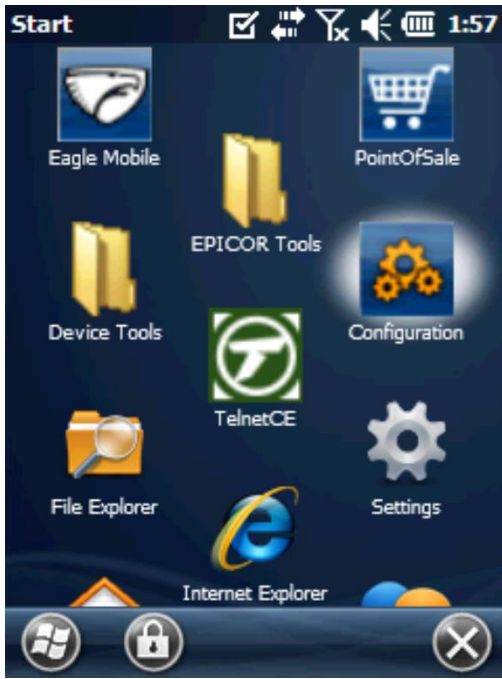 Start 1:57
Eagle Mobile
PointOfSale
EPICOR Tools
Device Tools
Configuration
TelnetCE
File Explorer
Settings
Internet Explorer